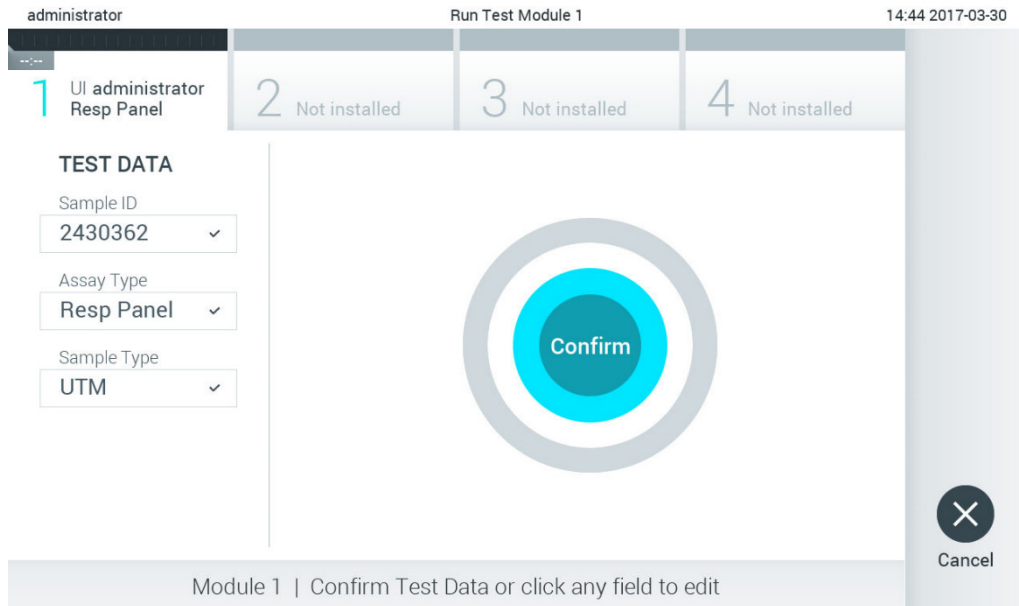 administrator Run Test Module 1 14:44 2017-03-30
--:--
1 UI administrator
Resp Panel
2 Not installed
3 Not installed
4 Not installed
TEST DATA
Sample ID
2430362
Assay Type
Resp Panel
Sample Type
UTM
Confirm
Cancel
Module 1 | Confirm Test Data or click any field to edit